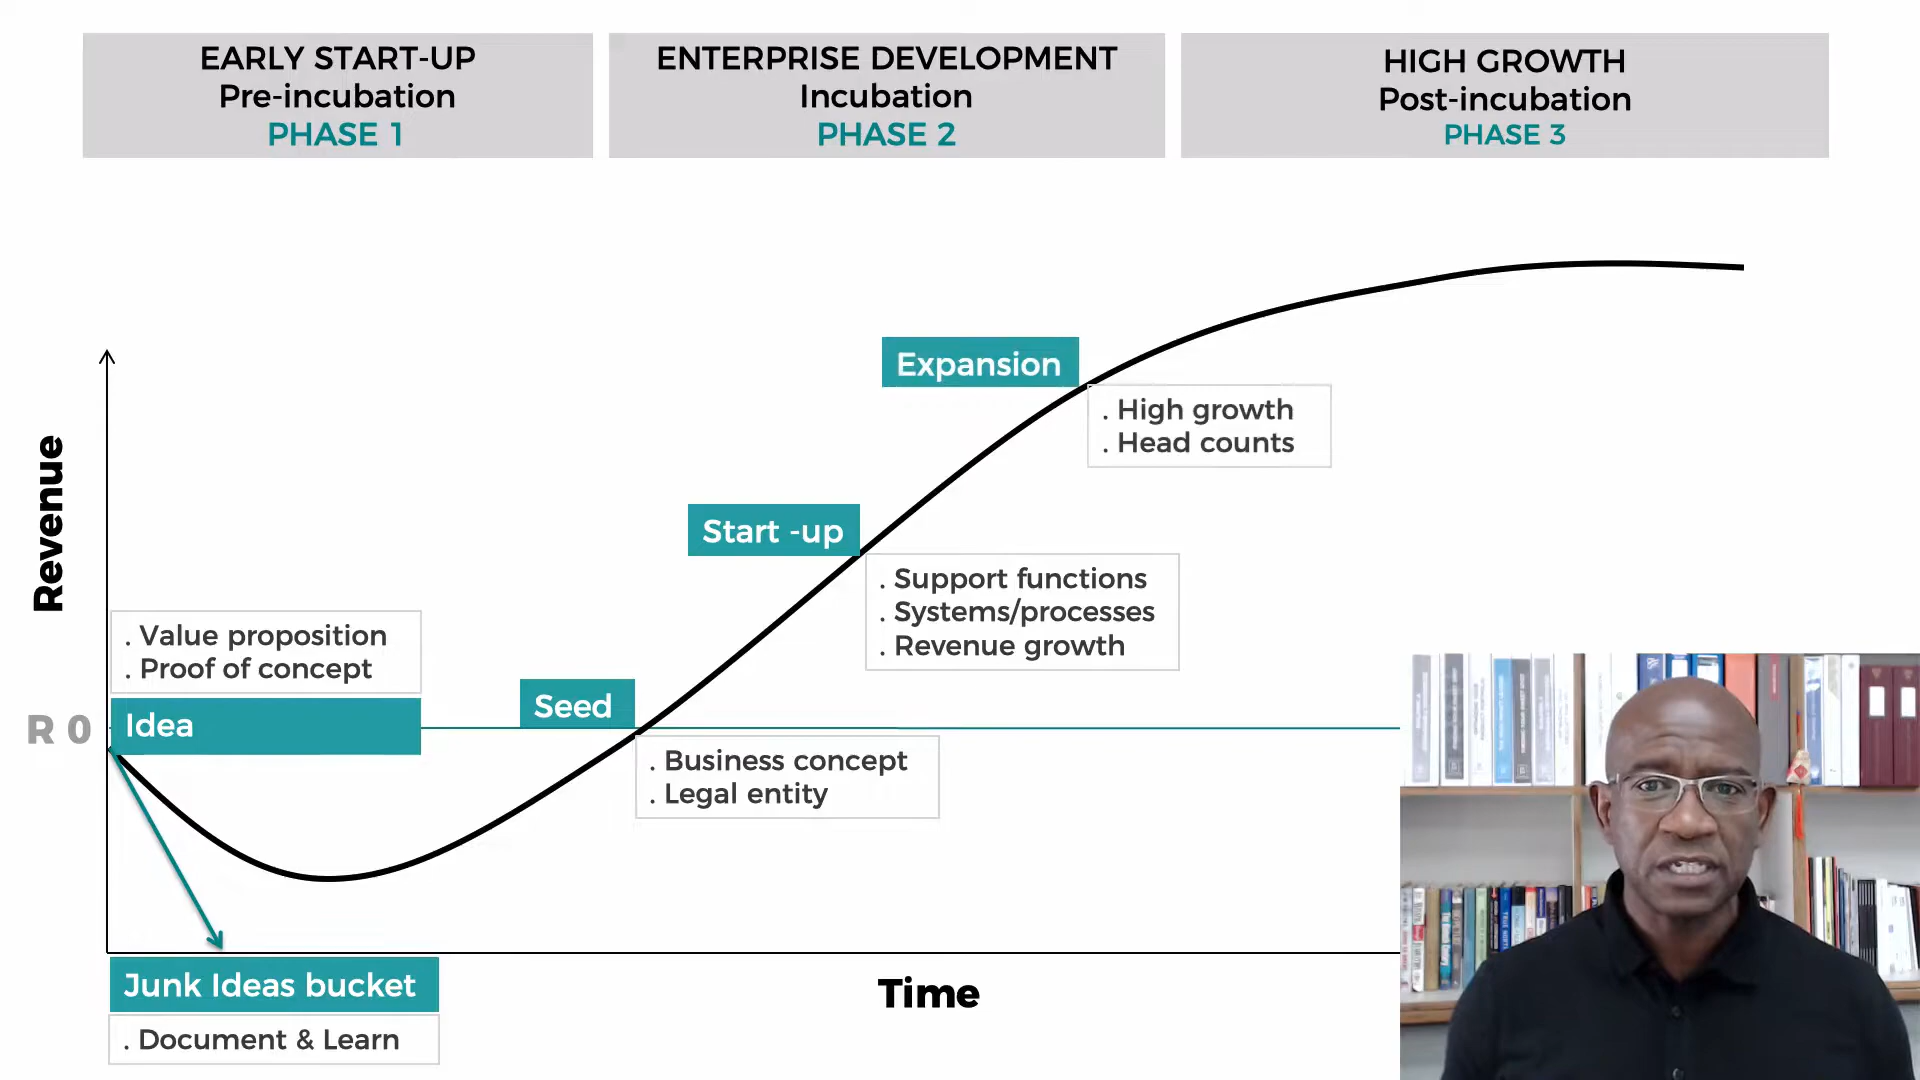 EARLY START-UP
Pre-incubation
PHASE 1
ENTERPRISE DEVELOPMENT
Incubation
PHASE 2
HIGH GROWTH
Post-incubation
PHASE 3
Expansion
. High growth
. Head counts
Revenue
Start -up
. Support functions
. Systems/processes
. Revenue growth
. Value proposition
. Proof of concept
R 0
Idea
Seed
. Business concept
. Legal entity
Time
Junk Ideas bucket
. Document & Learn